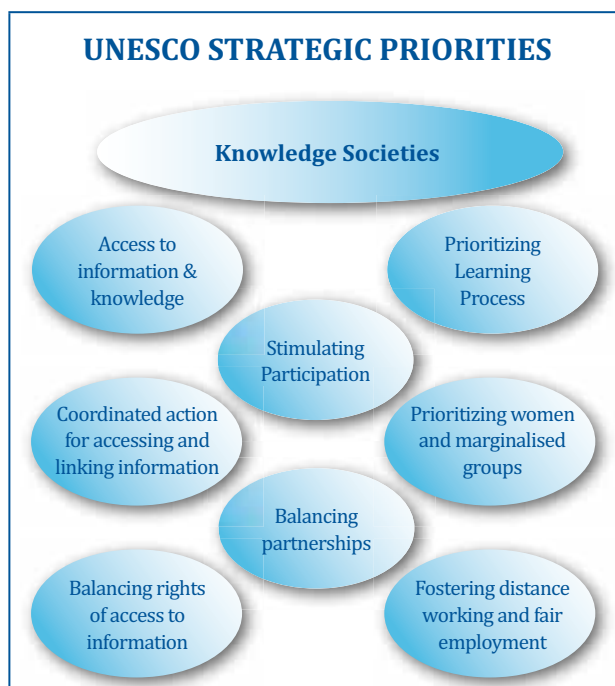 UNESCO STRATEGIC PRIORITIES
Knowledge Societies
Access to
information &
knowledge
Prioritizing
Learning
Process
Stimulating
Participation
Coordinated action
for accessing and
linking information
Prioritizing women
and marginalised
groups
Balancing
partnerships
Balancing rights
of access to
information
Fostering distance
working and fair
employment